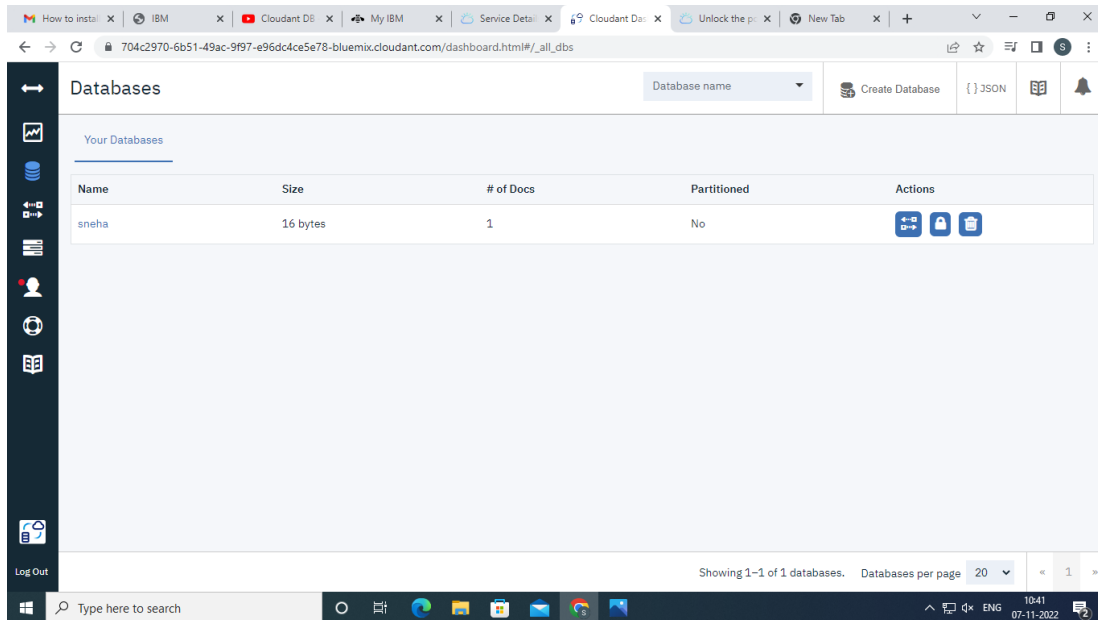 How to instal
IBM
Cloudant DB
My IBM
Service Detail
Cloudant Das
Unlock the po
New Tab
704c2970-6b51-49ac-9f97-e96dc4ce5e78-bluemix.cloudant.com/dashboard.html#/_all_dbs
S
Databases
Database name
Create Database
{ } JSON
Your Databases
Name Size # of Docs Partitioned Actions
sneha 16 bytes 1 No
Log Out
Showing 1–1 of 1 databases. Databases per page 20 « 1 »
Type here to search
ENG
10:41
07-11-2022
2